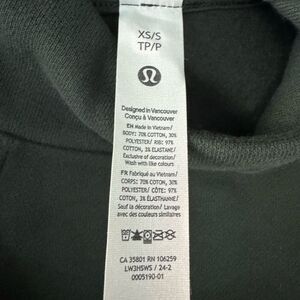 XS/S
TP/P
Designed in Vancouver
Conçu à Vancouver
EN Made in Vietnam/
BODY: 70% COTTON, 30%
POLYESTER/ RIB: 97%
COTTON, 3% ELASTANE/
Exclusive of decoration/
Wash with like colours
FR Fabriqué au Vietnam/
CORPS: 70% COTON, 30%
POLYESTER/ CÔTE: 97%
COTON, 3% ÉLASTHANNE/
Sauf la décoration/ Lavage
avec des couleurs similaires
CA 35801 RN 106259
LW3HSWS / 24-2
0005190-01